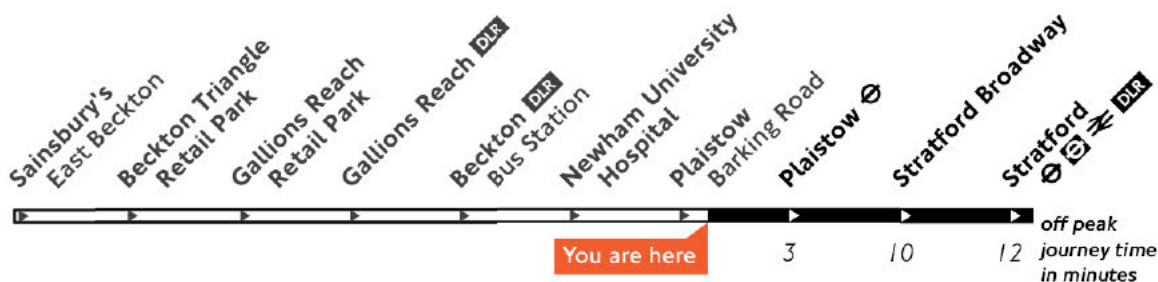 Sainsbury's
East Beckton
Beckton Triangle
Retail Park
Gallions Reach
Retail Park
Gallions Reach DLR
Beckton DLR
Bus Station
Newham University
Hospital
Plaistow
Barking Road
Plaistow
Stratford Broadway
Stratford
DLR
You are here
3
10
12
off peak
journey time
in minutes